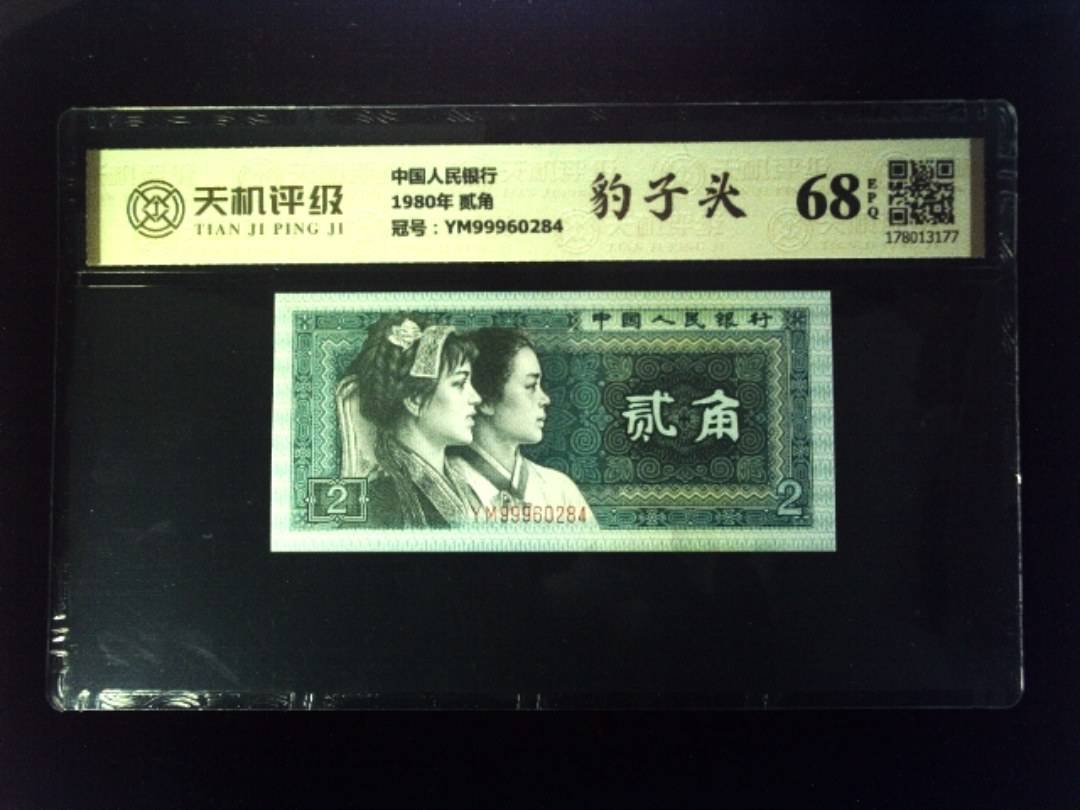 天机评级
TIAN JI PING JI
中国人民银行
1980年 贰角
冠号：YM99960284
豹子头
68
EPQ
178013177
中國人民銀行
贰角
2
YM99960284
2